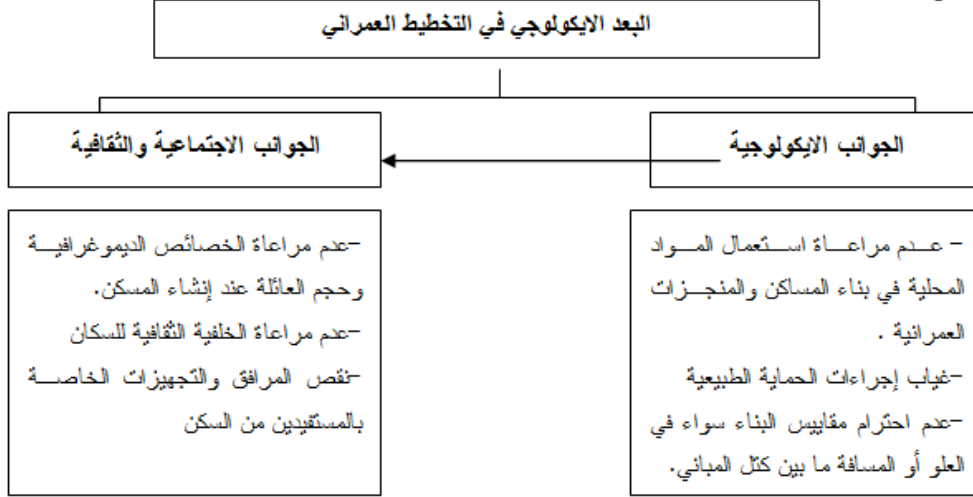 البعد الايكولوجي في التخطيط العمراني
الجوانب الايكولوجية
الجوانب الاجتماعية والثقافية
- عدم مراعاة استعمال المواد
المحلية في بناء المساكن والمنجزات
العمرانية .
-غياب إجراءات الحماية الطبيعية
-عدم احترام مقاييس البناء سواء في
العلو أو المسافة ما بين كتل المباني.
-عدم مراعاة الخصائص الديموغرافية
وحجم العائلة عند إنشاء المسكن.
-عدم مراعاة الخلفية الثقافية للسكان
-نقص المرافق والتجهيزات الخاصة
بالمستفيدين من السكن